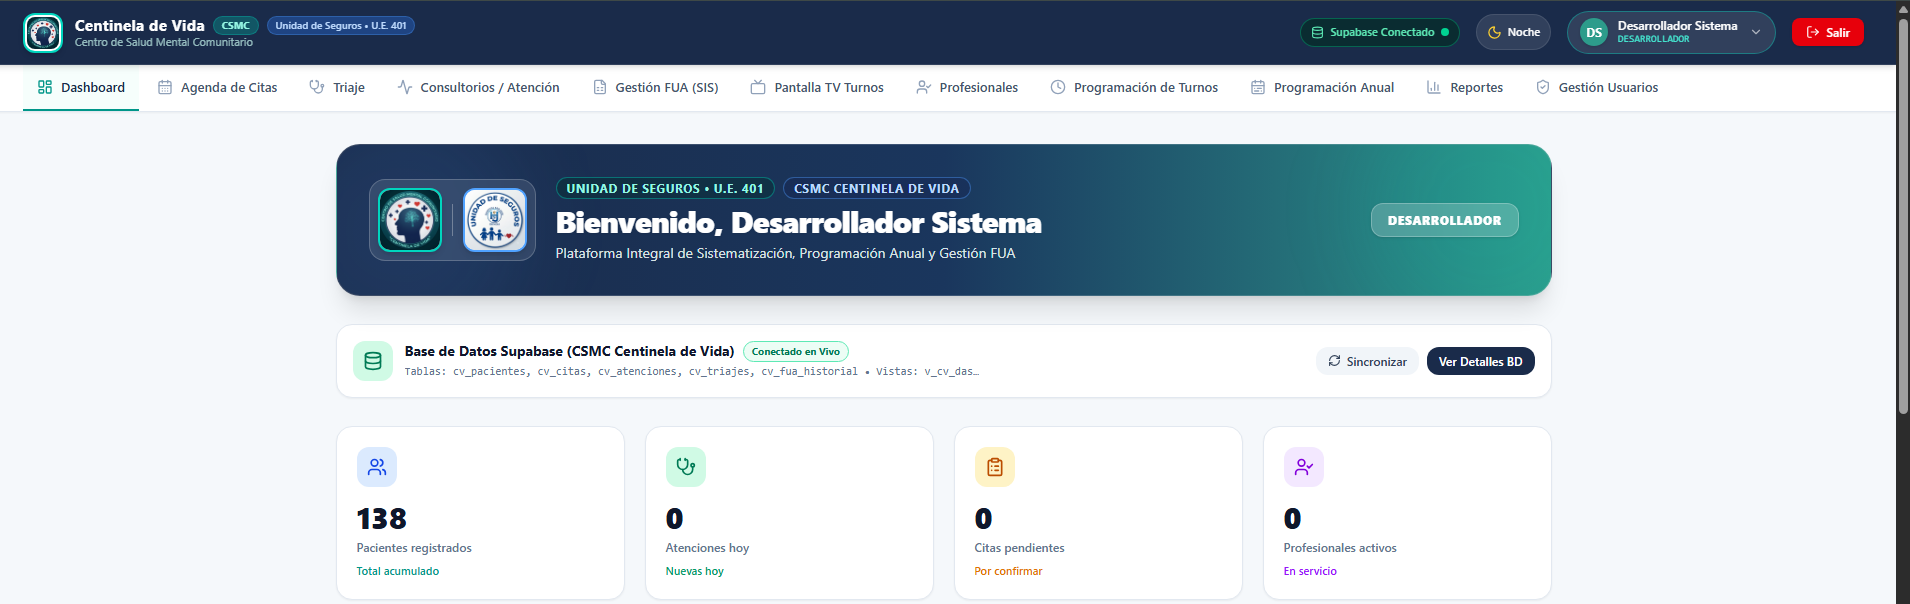 Centinela de Vida CSMC Unidad de Seguros • U.E. 401
Centro de Salud Mental Comunitario
Supabase Conectado
Noche
DS
Desarrollador Sistema
DESARROLLADOR
Salir
Dashboard
Agenda de Citas
Triaje
Consultorios / Atención
Gestión FUA (SIS)
Pantalla TV Turnos
Profesionales
Programación de Turnos
Programación Anual
Reportes
Gestión Usuarios
UNIDAD DE SEGUROS
UNIDAD DE SEGUROS • U.E. 401
CSMC CENTINELA DE VIDA
Bienvenido, Desarrollador Sistema
Plataforma Integral de Sistematización, Programación Anual y Gestión FUA
DESARROLLADOR
Base de Datos Supabase (CSMC Centinela de Vida) Conectado en Vivo
Tablas: cv_pacientes, cv_citas, cv_atenciones, cv_triajes, cv_fua_historial • Vistas: v_cv_das…
Sincronizar
Ver Detalles BD
138
Pacientes registrados
Total acumulado
0
Atenciones hoy
Nuevas hoy
0
Citas pendientes
Por confirmar
0
Profesionales activos
En servicio